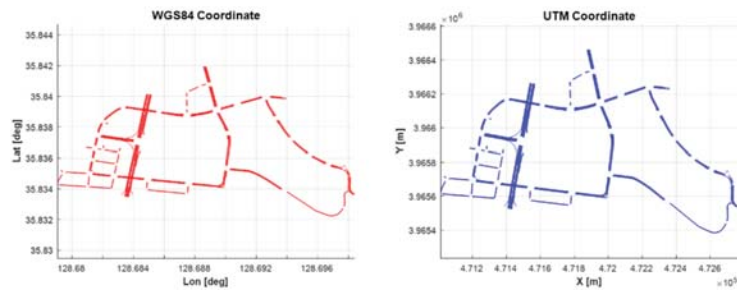 WGS84 Coordinate
35.844
35.842
35.84
35.838
35.836
35.834
35.832
35.83
Lat [deg]
128.68 128.684 128.688 128.692 128.696
Lon [deg]
UTM Coordinate
× 10⁶
3.9666
3.9664
3.9662
3.966
3.9658
3.9656
3.9654
Y [m]
4.712 4.714 4.716 4.718 4.72 4.722 4.724 4.726
X [m]
× 10⁵